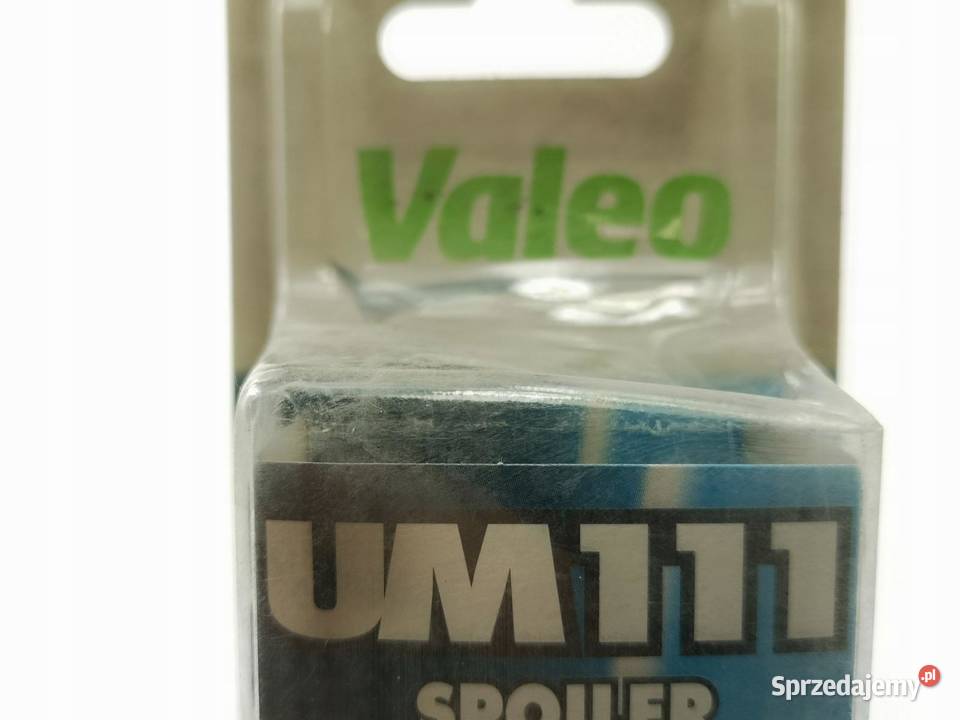 Valeo
UM111
SPOILER
Sprzedajemy.pl